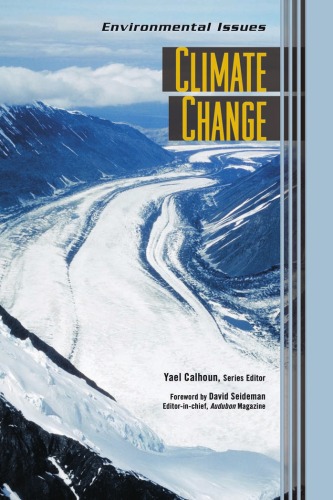 Environmental Issues
CLIMATE
CHANGE
Yael Calhoun, Series Editor
Foreword by David Seideman
Editor-in-chief, Audubon Magazine